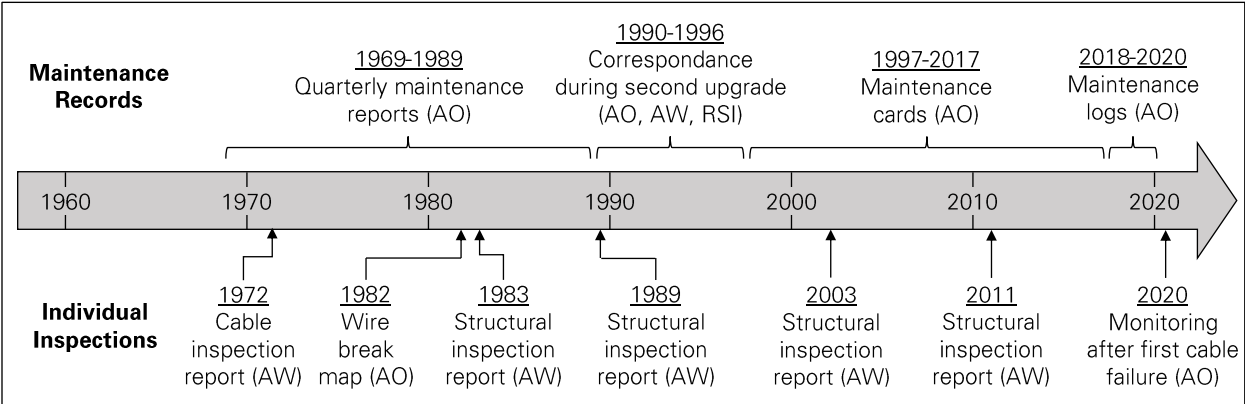 Maintenance
Records
1969-1989
Quarterly maintenance
reports (AO)
1990-1996
Correspondance
during second upgrade
(AO, AW, RSI)
1997-2017
Maintenance
cards (AO)
2018-2020
Maintenance
logs (AO)
1960
1970
1980
1990
2000
2010
2020
Individual
Inspections
1972
Cable
inspection
report (AW)
1982
Wire
break
map (AO)
1983
Structural
inspection
report (AW)
1989
Structural
inspection
report (AW)
2003
Structural
inspection
report (AW)
2011
Structural
inspection
report (AW)
2020
Monitoring
after first cable
failure (AO)